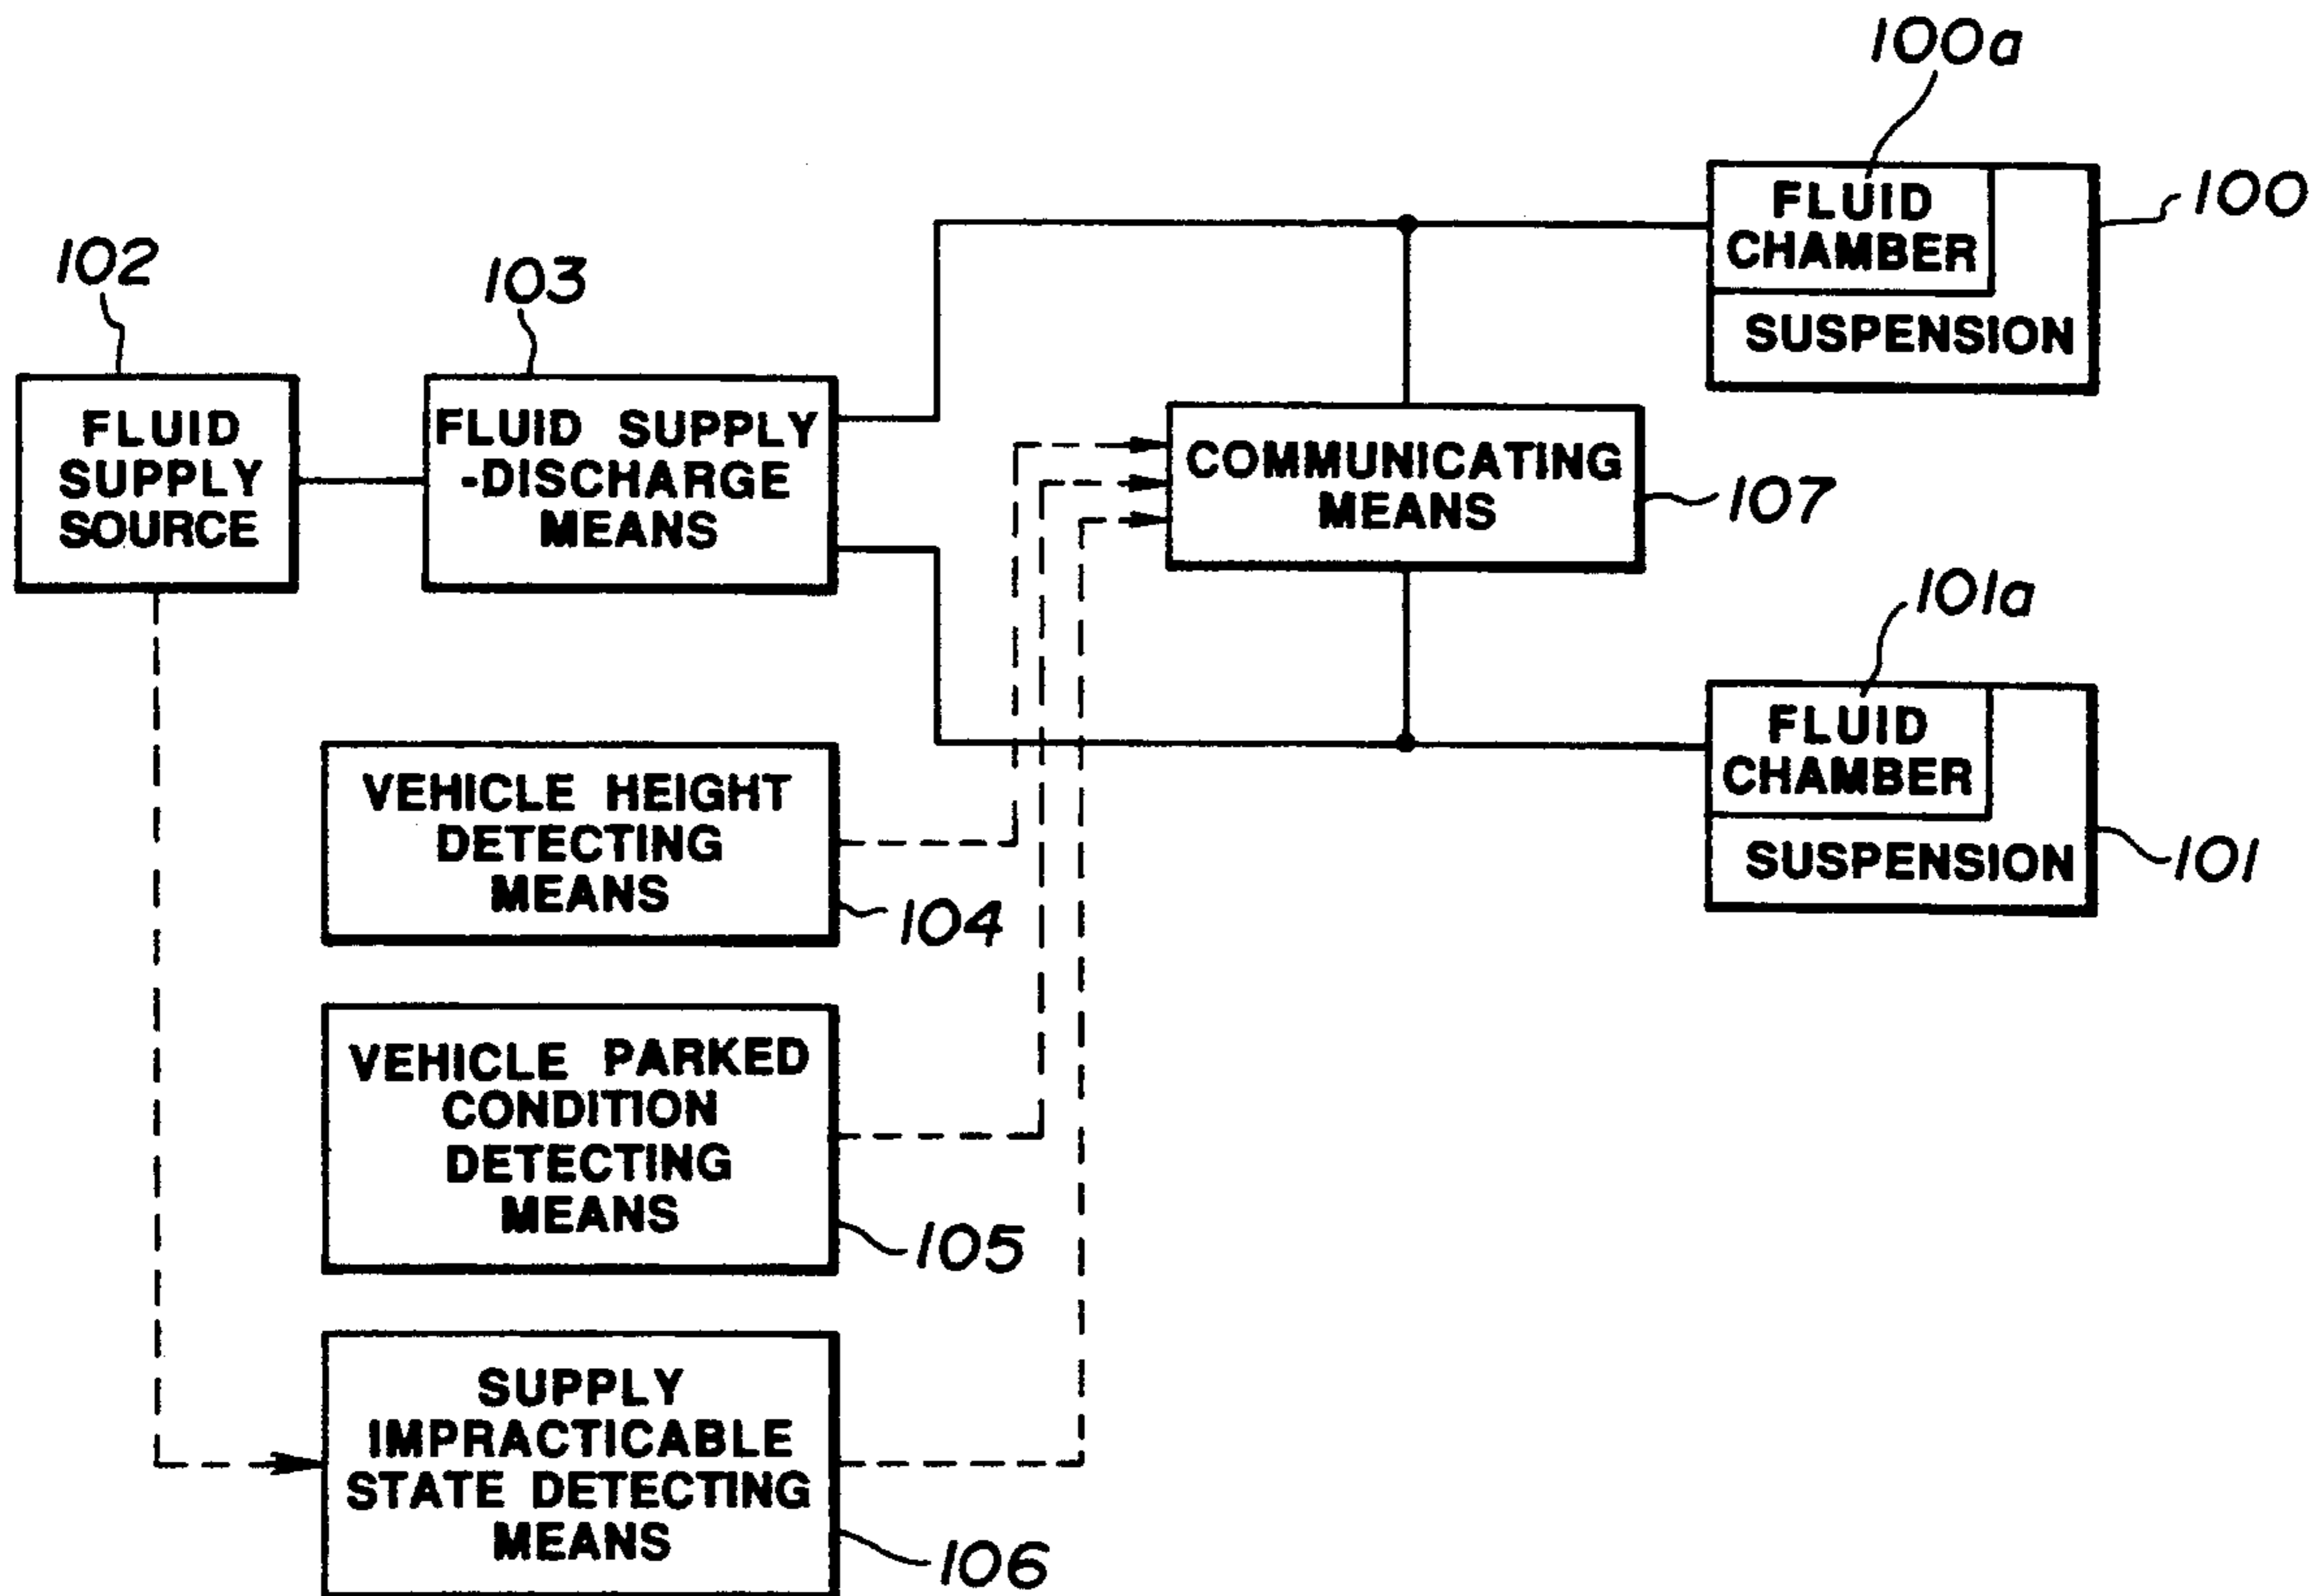 100a
FLUID
CHAMBER
SUSPENSION
100
102
FLUID
SUPPLY
SOURCE
103
FLUID SUPPLY
-DISCHARGE
MEANS
COMMUNICATING
MEANS
107
101a
FLUID
CHAMBER
SUSPENSION
101
VEHICLE HEIGHT
DETECTING
MEANS
104
VEHICLE PARKED
CONDITION
DETECTING
MEANS
105
SUPPLY
IMPRACTICABLE
STATE DETECTING
MEANS
106